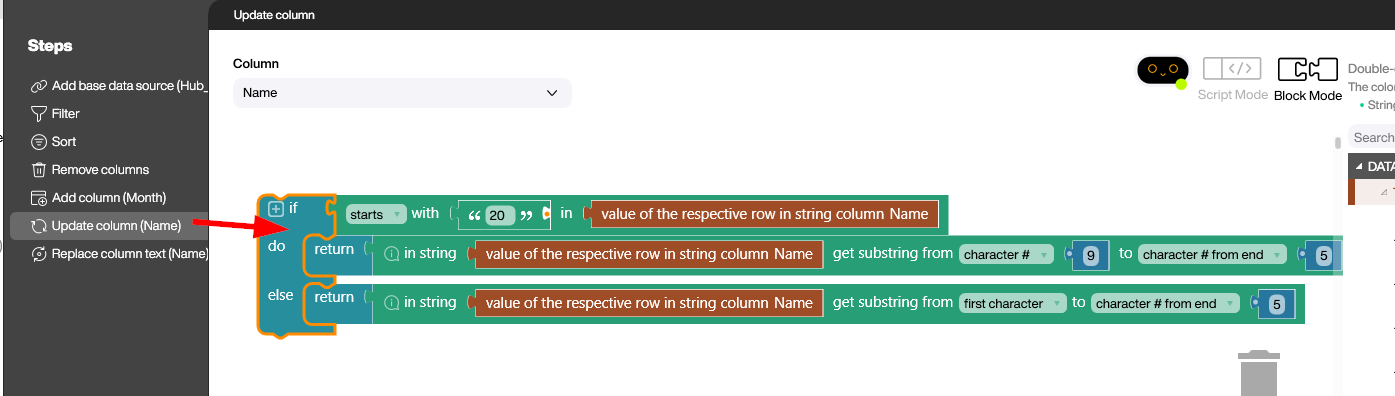 Update column
Steps
Add base data source (Hub_
Filter
Sort
Remove columns
Add column (Month)
Update column (Name)
Replace column text (Name)
Column
Name
Script Mode
Block Mode
Double-
The color
• String
Search
DATA
if starts with “ 20 ” in value of the respective row in string column Name
do return in string value of the respective row in string column Name get substring from character # 9 to character # from end 5
else return in string value of the respective row in string column Name get substring from first character to character # from end 5